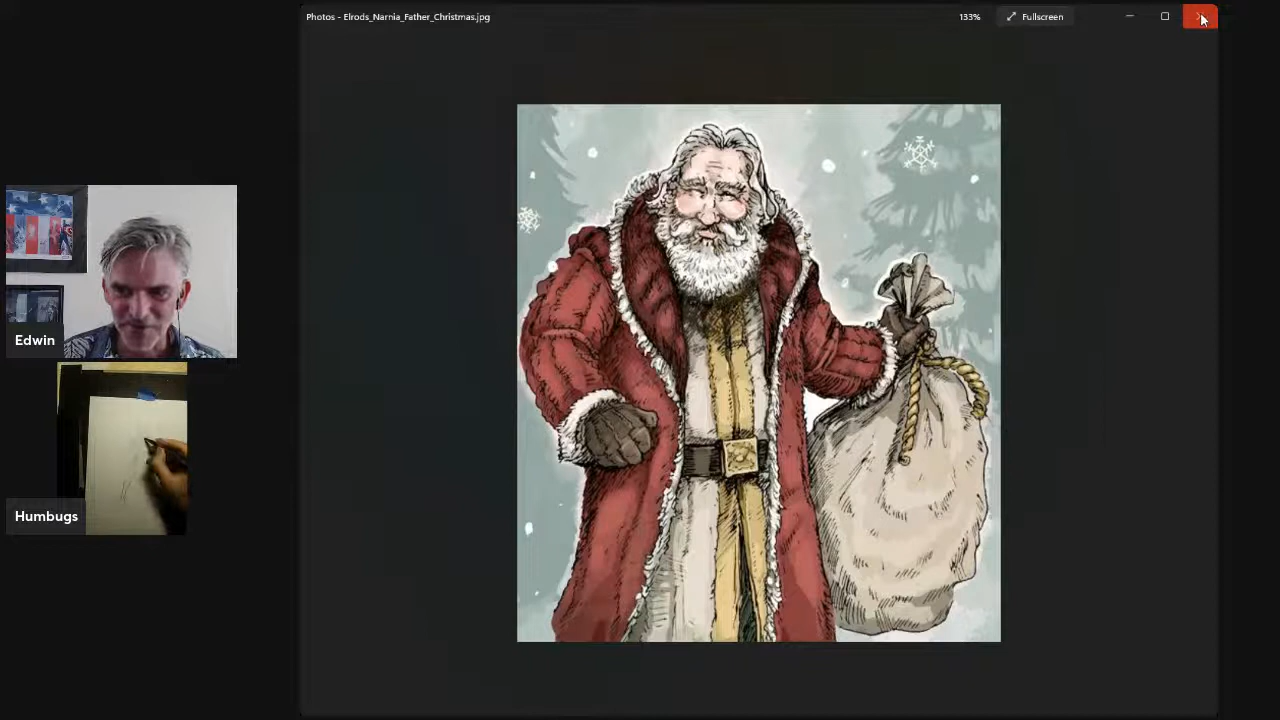 Photos - Elrods_Narnia_Father_Christmas.jpg
133%
Fullscreen
Edwin
Humbugs